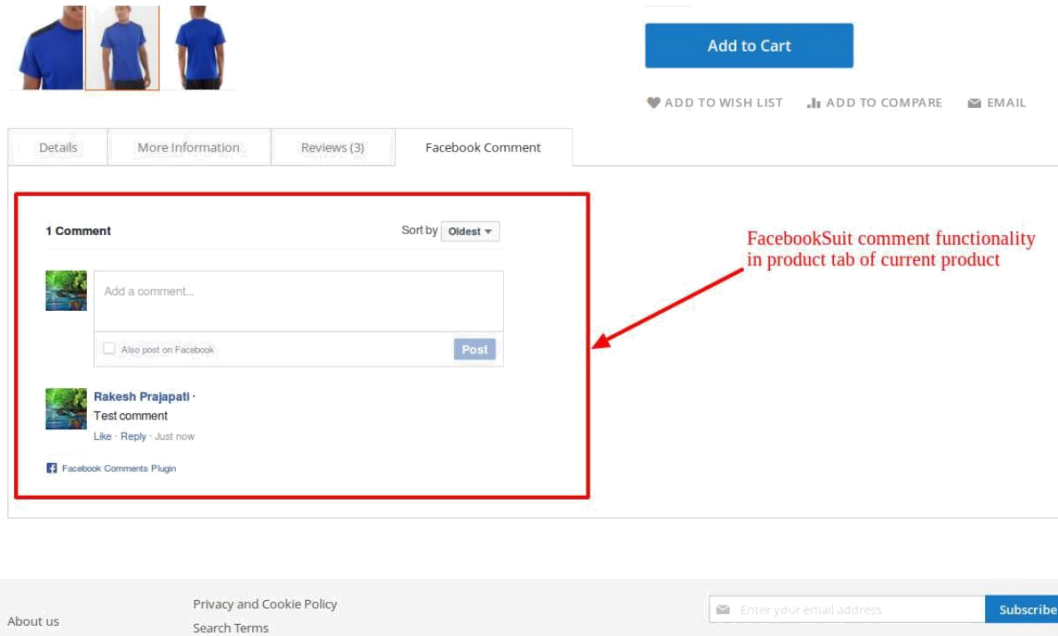 Add to Cart
ADD TO WISH LIST ADD TO COMPARE EMAIL
Details More Information Reviews (3) Facebook Comment
1 Comment Sort by Oldest
FacebookSuit comment functionality
in product tab of current product
Add a comment...
Also post on Facebook Post
Rakesh Prajapati ·
Test comment
Like · Reply · Just now
Facebook Comments Plugin
Privacy and Cookie Policy
Enter your email address Subscribe
About us
Search Terms